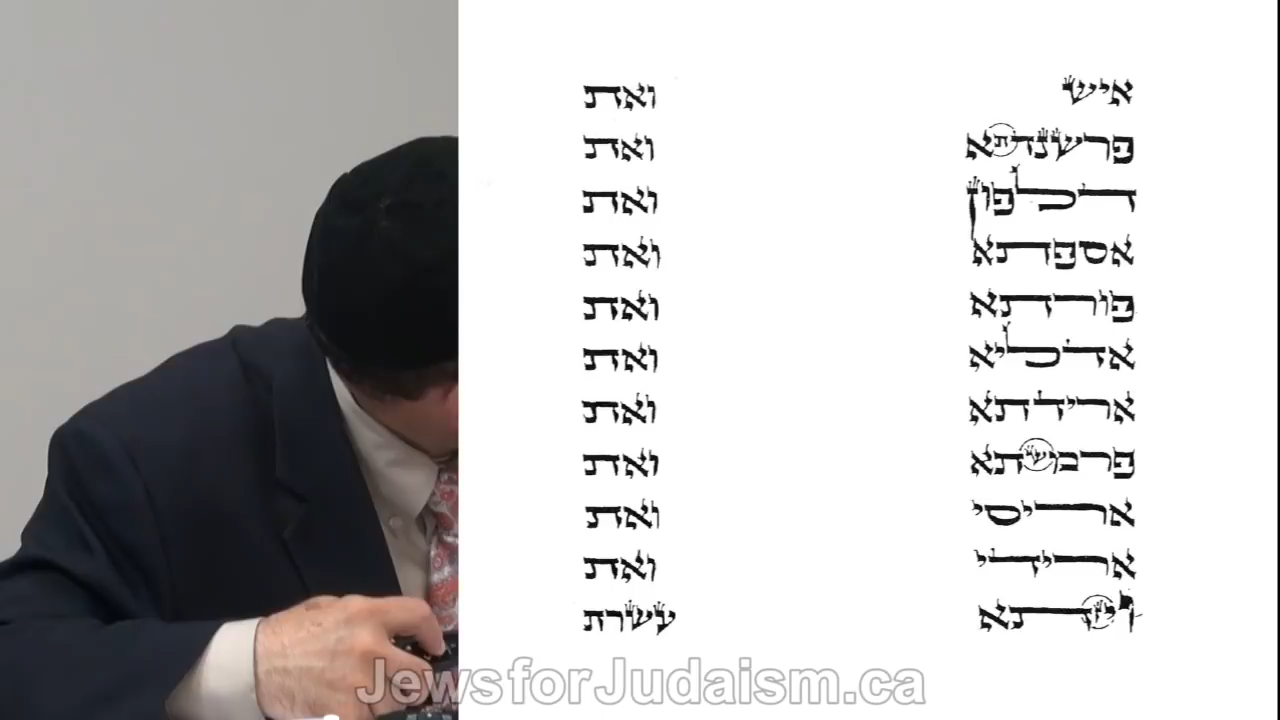 איש ואת
פרשנדתא ואת
דלפון ואת
אספתא ואת
פורתא ואת
אדליא ואת
ארידתא ואת
פרמשתא ואת
אריסי ואת
ארידי ואת
ויזתא עשרת
JewsforJudaism.ca